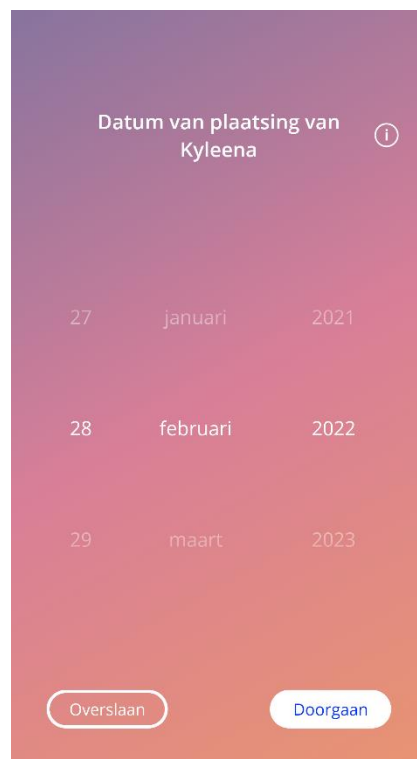 Datum van plaatsing van
Kyleena
27 januari 2021
28 februari 2022
29 maart 2023
Overslaan Doorgaan